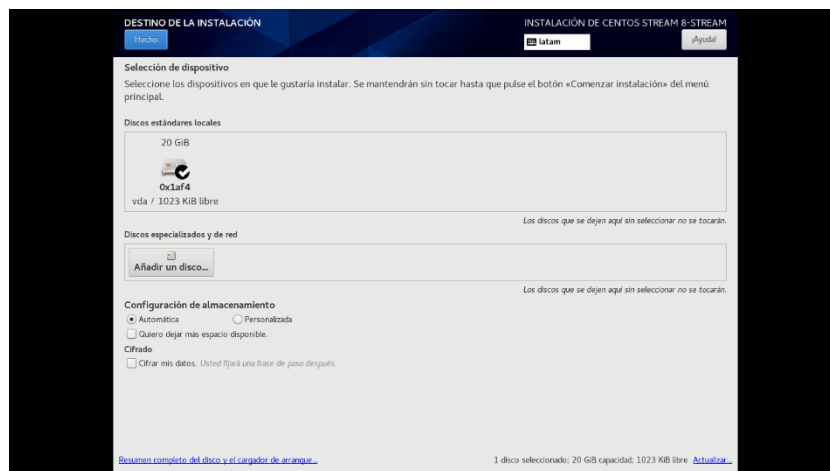 DESTINO DE LA INSTALACIÓN
INSTALACIÓN DE CENTOS STREAM 8-STREAM
Hecho
latam
¡Ayuda!
Selección de dispositivo
Seleccione los dispositivos en que le gustaría instalar. Se mantendrán sin tocar hasta que pulse el botón «Comenzar instalación» del menú
principal.
Discos estándares locales
20 GiB
0x1af4
vda / 1023 KiB libre
Los discos que se dejen aquí sin seleccionar no se tocarán.
Discos especializados y de red
Añadir un disco...
Los discos que se dejen aquí sin seleccionar no se tocarán.
Configuración de almacenamiento
Automática Personalizada
Quiero dejar más espacio disponible.
Cifrado
Cifrar mis datos. Usted fijará una frase de paso después.
Resumen completo del disco y el cargador de arranque...
1 disco seleccionado; 20 GiB capacidad; 1023 KiB libre Actualizar...